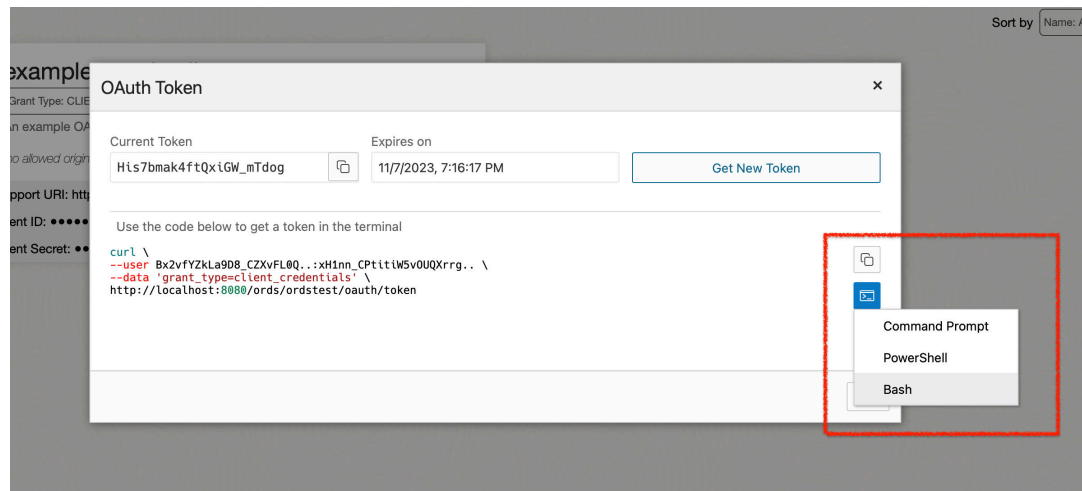 Sort by Name: A
example
Grant Type: CLIE
An example OA
no allowed origin
pport URI: http
ent ID: ●●●●●
ent Secret: ●●
OAuth Token ×
Current Token Expires on
His7bmak4ftQxiGW_mTdog 11/7/2023, 7:16:17 PM Get New Token
Use the code below to get a token in the terminal
curl \
--user Bx2vfYZkLa9D8_CZXvFL0Q..:xH1nn_CPtitiW5vOUQXrrg.. \
--data 'grant_type=client_credentials' \
http://localhost:8080/ords/ordstest/oauth/token
Command Prompt
PowerShell
Bash